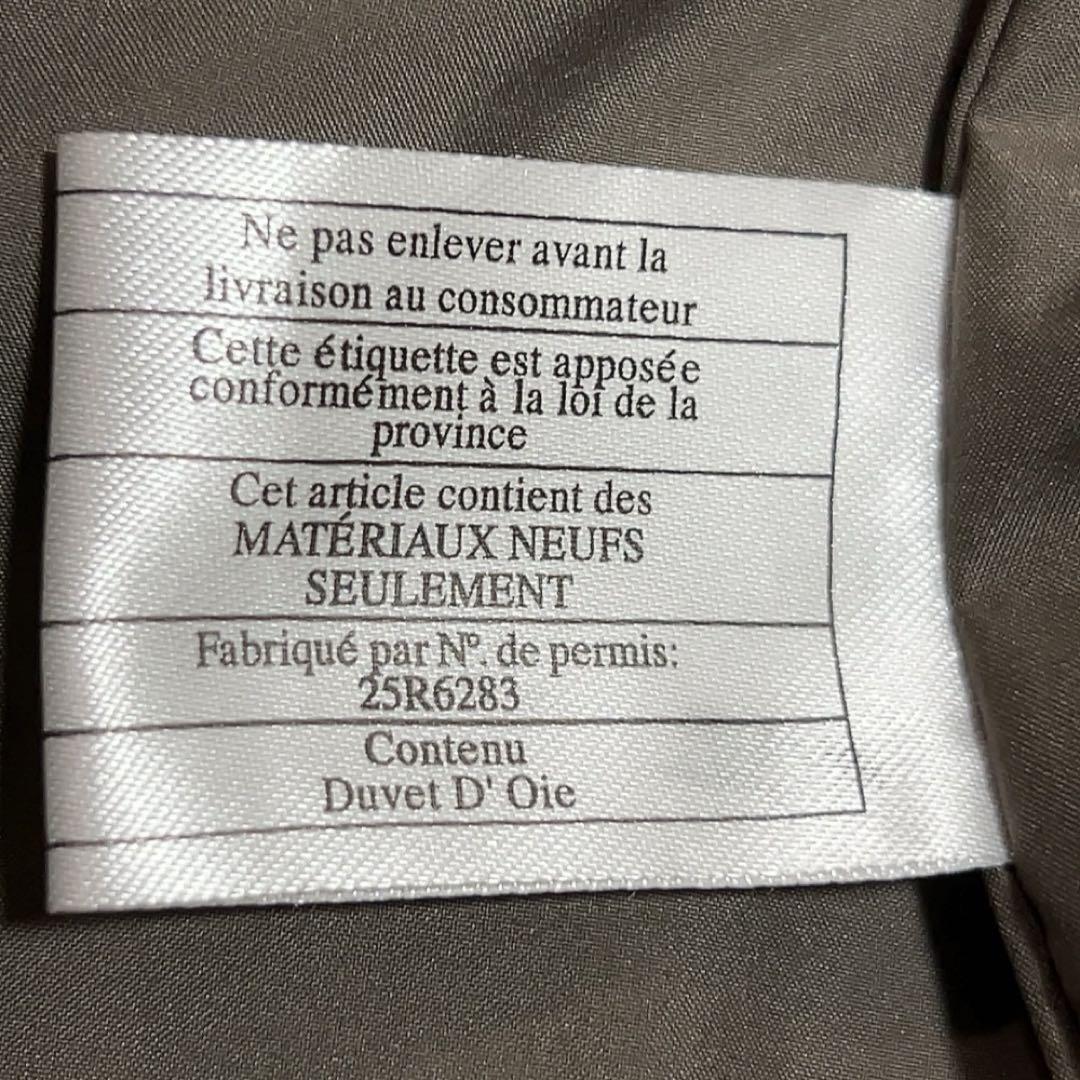 Ne pas enlever avant la
livraison au consommateur
Cette étiquette est apposée
conformément à la loi de la
province
Cet article contient des
MATÉRIAUX NEUFS
SEULEMENT
Fabriqué par Nº. de permis:
25R6283
Contenu
Duvet D' Oie